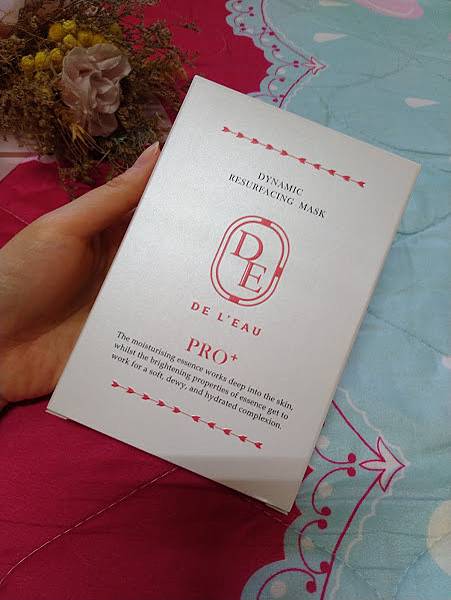 DYNAMIC
RESURFACING MASK
DE
DE L'EAU
PRO+
The moisturising essence works deep into the skin,
whilst the brightening properties of essence get to
work for a soft, dewy, and hydrated complexion.